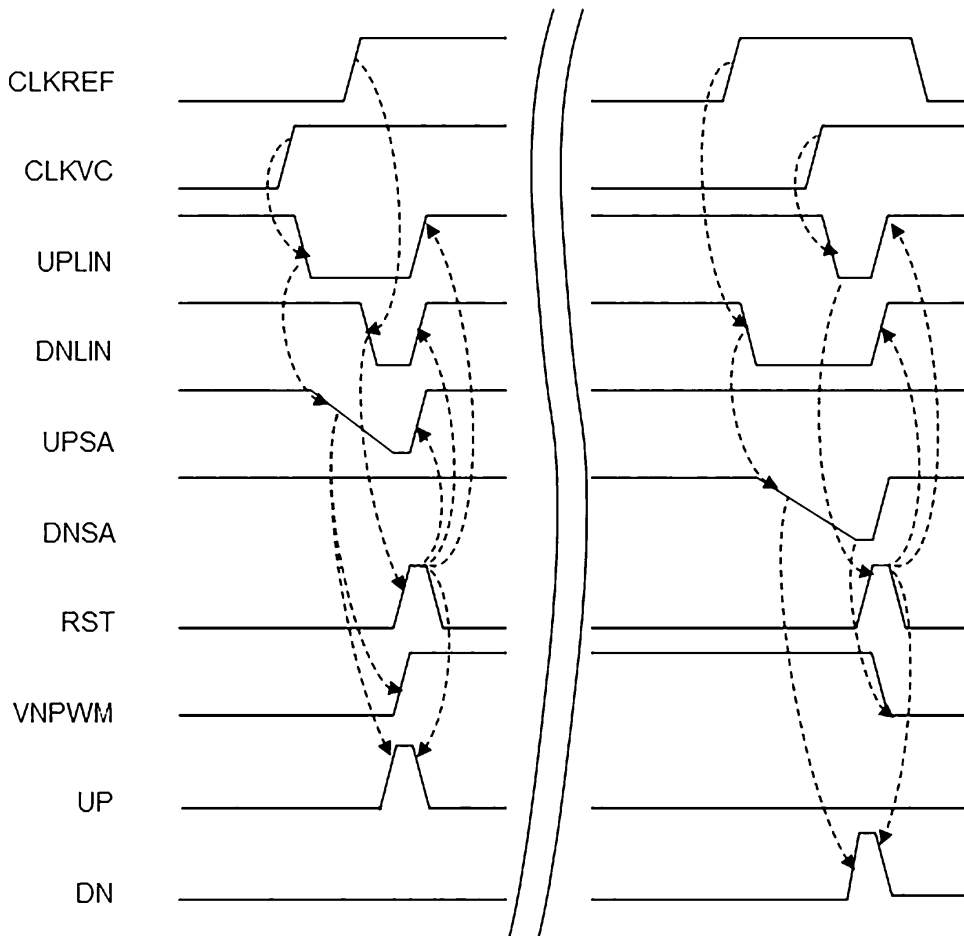 CLKREF
CLKVC
UPLIN
DNLIN
UPSA
DNSA
RST
VNPWM
UP
DN